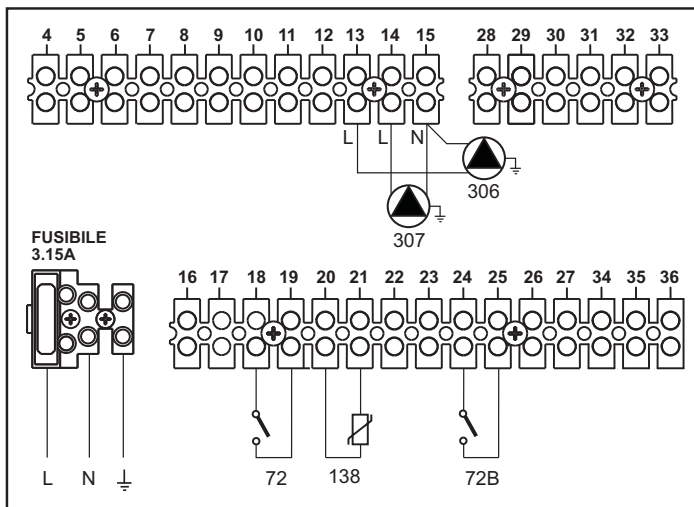 4 5 6 7 8 9 10 11 12 13 14 15 28 29 30 31 32 33
L L N
306
307
FUSIBILE
3.15A
16 17 18 19 20 21 22 23 24 25 26 27 34 35 36
72 138 72B
L N